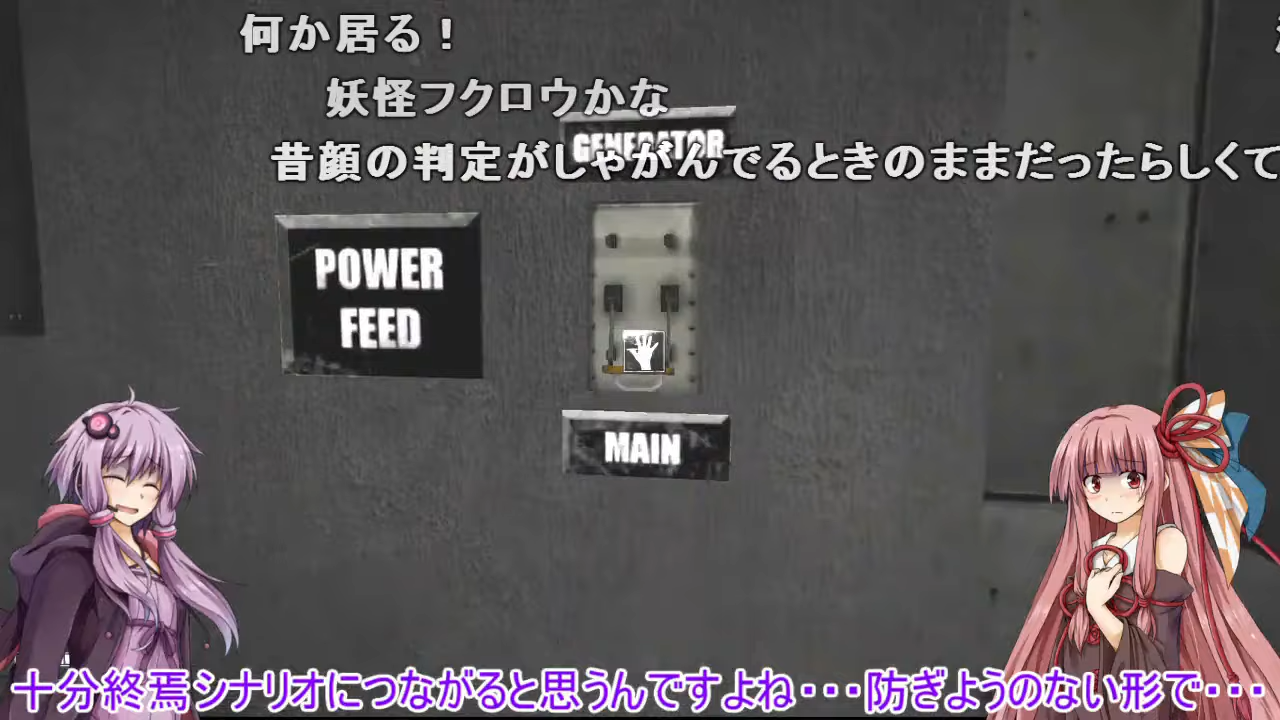 何か居る！
妖怪フクロウかな
GENERATOR
昔顔の判定がしゃがんでるときのままだったらしくて
POWER
FEED
MAIN
十分終焉シナリオにつながると思うんですよね・・・防ぎようのない形で・・・